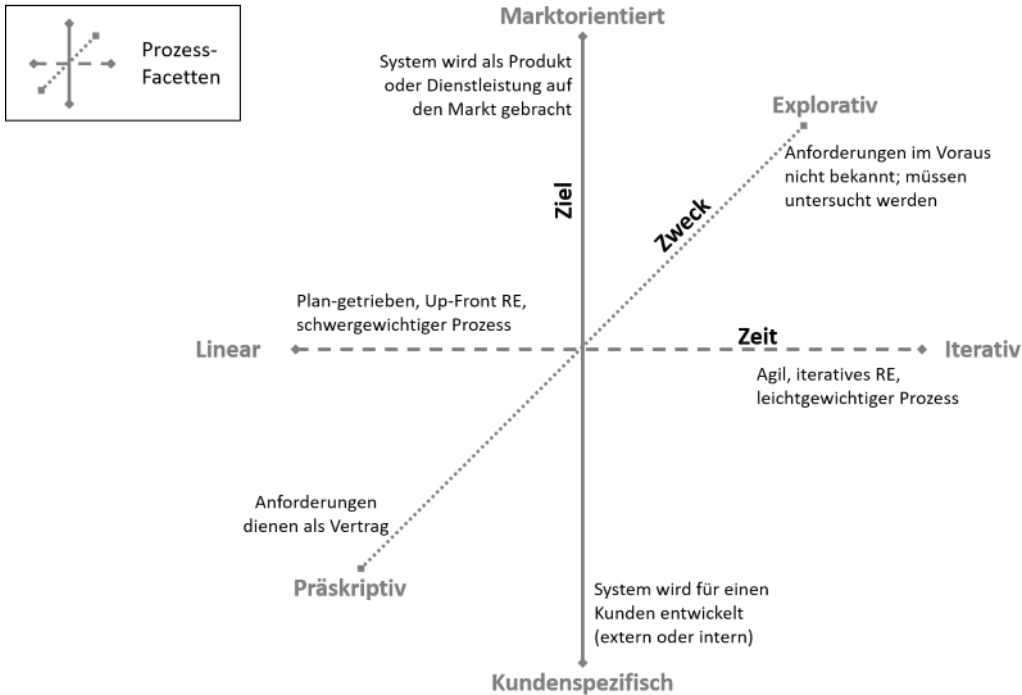 Prozess-
Facetten
Marktorientiert
System wird als Produkt
oder Dienstleistung auf
den Markt gebracht
Explorativ
Anforderungen im Voraus
nicht bekannt; müssen
untersucht werden
Ziel
Zweck
Plan-getrieben, Up-Front RE,
schwergewichtiger Prozess
Linear
Zeit
Iterativ
Agil, iteratives RE,
leichtgewichtiger Prozess
Anforderungen
dienen als Vertrag
Präskriptiv
System wird für einen
Kunden entwickelt
(extern oder intern)
Kundenspezifisch